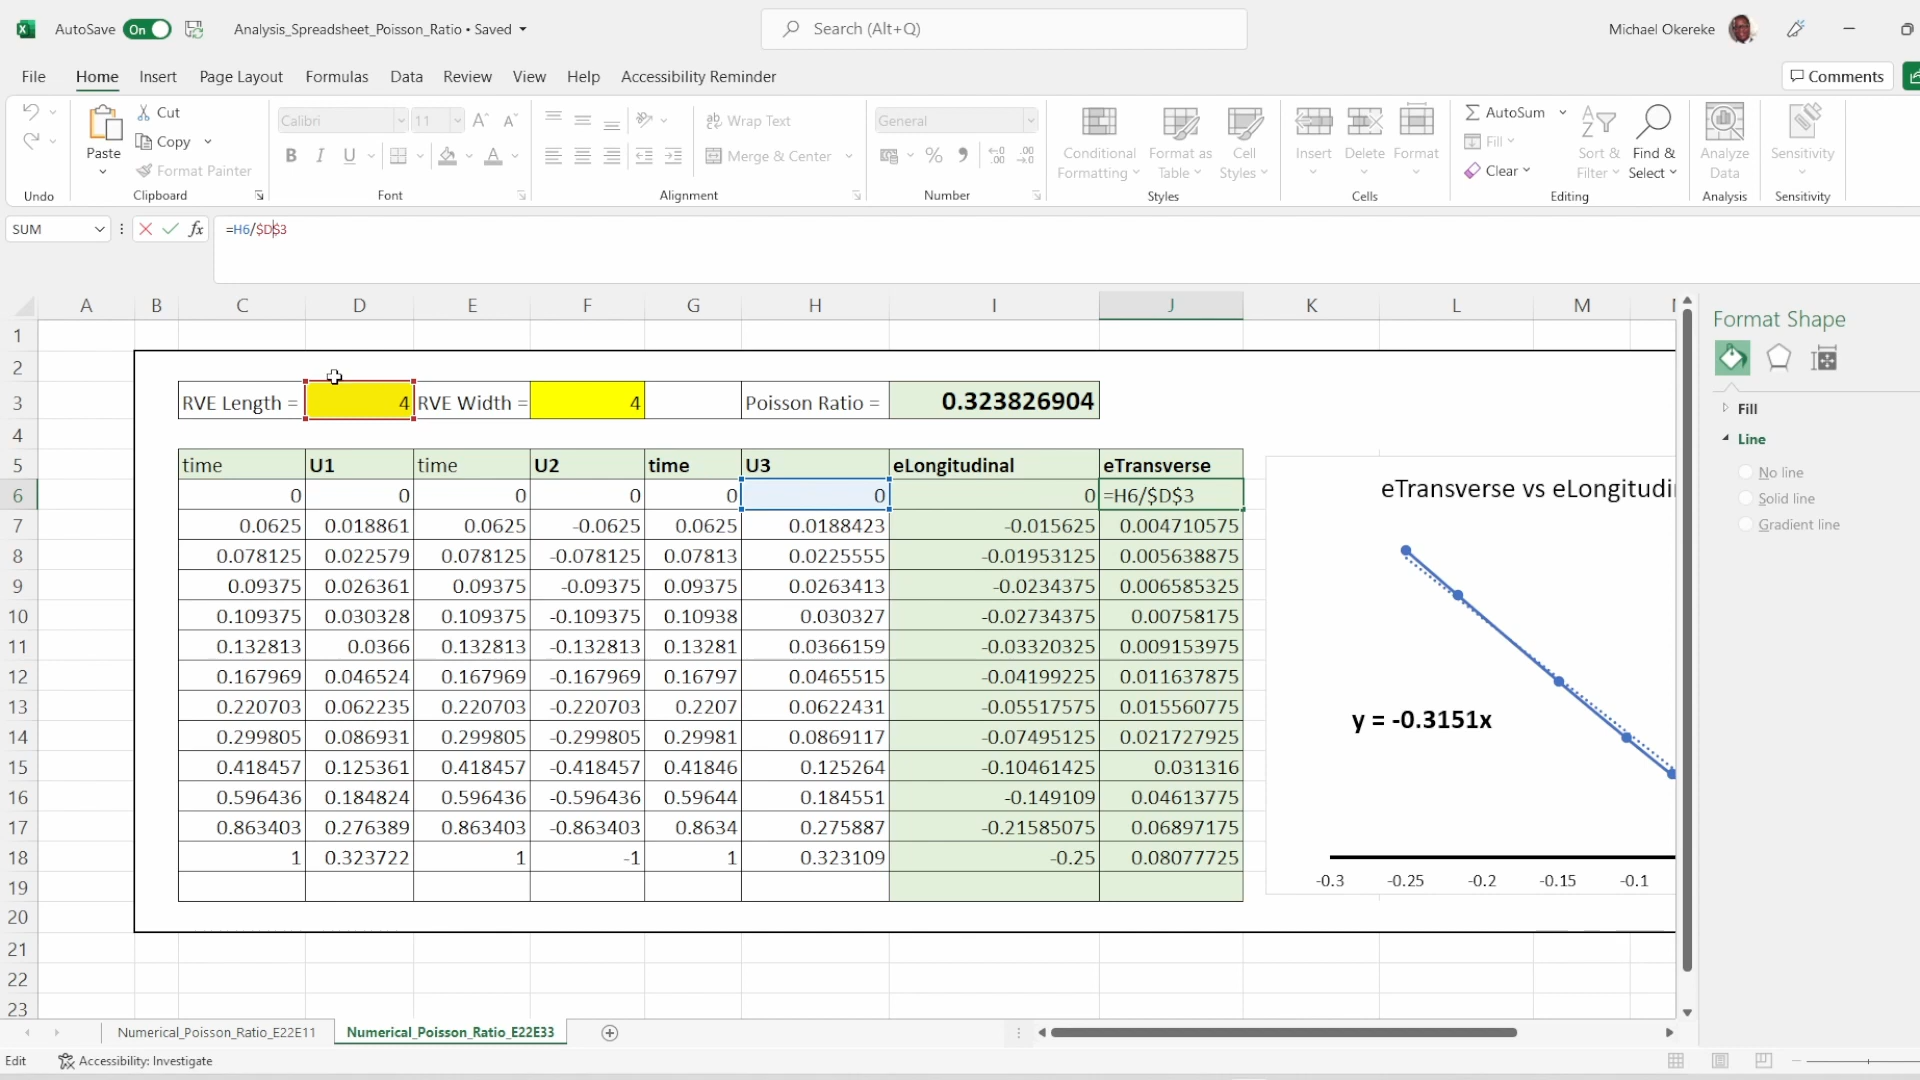 AutoSave On Analysis_Spreadsheet_Poisson_Ratio • Saved Search (Alt+Q) Michael Okereke
File Home Insert Page Layout Formulas Data Review View Help Accessibility Reminder Comments
Cut
Copy
Format Painter
Paste
Calibri 11
B I U
Wrap Text
Merge & Center
General
Conditional Formatting
Format as Table
Cell Styles
Insert Delete Format
AutoSum
Fill
Clear
Sort & Filter
Find & Select
Analyze Data
Sensitivity
Undo Clipboard Font Alignment Number Styles Cells Editing Analysis Sensitivity
SUM fx =H6/$D$3
A B C D E F G H I J K L M
1
2
3 RVE Length = 4 RVE Width = 4 Poisson Ratio = 0.323826904
4
5 time U1 time U2 time U3 eLongitudinal eTransverse
6 0 0 0 0 0 0 0 =H6/$D$3
7 0.0625 0.018861 0.0625 -0.0625 0.0625 0.0188423 -0.015625 0.004710575
8 0.078125 0.022579 0.078125 -0.078125 0.07813 0.0225555 -0.01953125 0.005638875
9 0.09375 0.026361 0.09375 -0.09375 0.09375 0.0263413 -0.0234375 0.006585325
10 0.109375 0.030328 0.109375 -0.109375 0.10938 0.030327 -0.02734375 0.00758175
11 0.132813 0.0366 0.132813 -0.132813 0.13281 0.0366159 -0.03320325 0.009153975
12 0.167969 0.046524 0.167969 -0.167969 0.16797 0.0465515 -0.04199225 0.011637875
13 0.220703 0.062235 0.220703 -0.220703 0.2207 0.0622431 -0.05517575 0.015560775
14 0.299805 0.086931 0.299805 -0.299805 0.29981 0.0869117 -0.07495125 0.021727925
15 0.418457 0.125361 0.418457 -0.418457 0.41846 0.125264 -0.10461425 0.031316
16 0.596436 0.184824 0.596436 -0.596436 0.59644 0.184551 -0.149109 0.04613775
17 0.863403 0.276389 0.863403 -0.863403 0.8634 0.275887 -0.21585075 0.06897175
18 1 0.323722 1 -1 1 0.323109 -0.25 0.08077725
19
20
21
22
23
eTransverse vs eLongitudi
y = -0.3151x
-0.3 -0.25 -0.2 -0.15 -0.1
Format Shape
Fill
Line
No line
Solid line
Gradient line
Numerical_Poisson_Ratio_E22E11 Numerical_Poisson_Ratio_E22E33
Edit Accessibility: Investigate